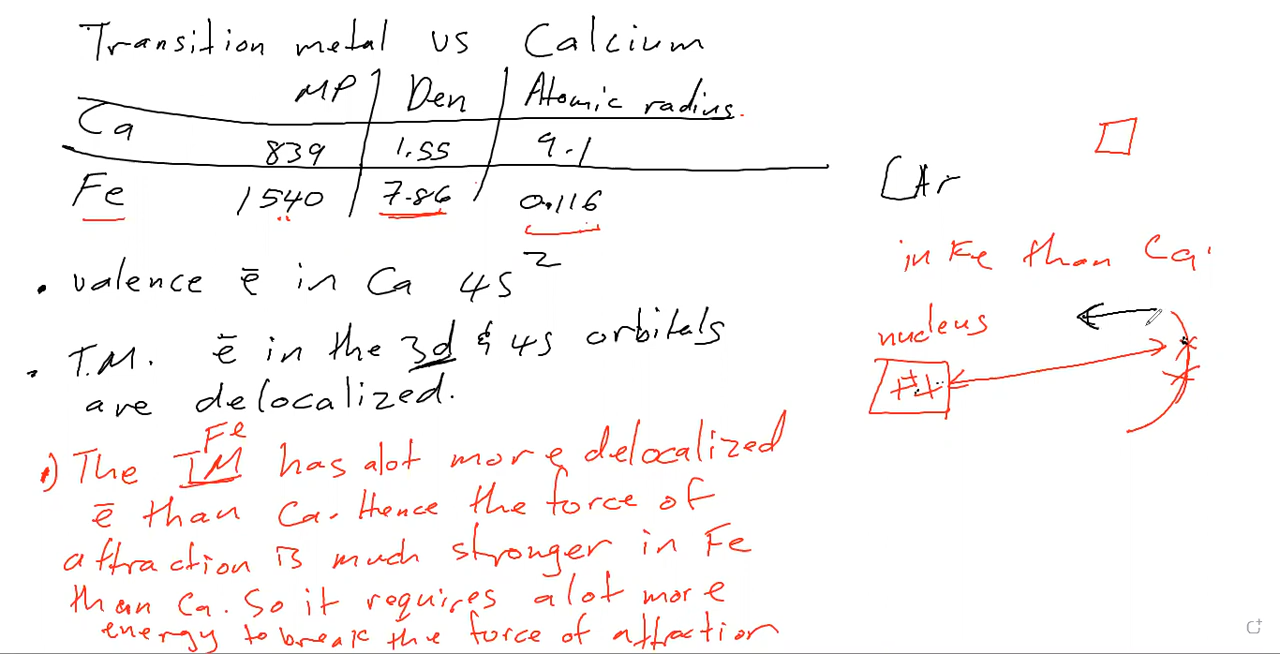 Transition metal vs Calcium
MP Den Atomic radius.
Ca 839 1.55 9.1
Fe 1540 7.86 0.116
• valence ē in Ca 4s²
• T.M. ē in the 3d & 4s orbitals
are delocalized.
Fe
1) The TM has alot more delocalized
ē than Ca. Hence the force of
attraction is much stronger in Fe
than Ca. So it requires alot more
energy to break the force of attraction
[Ar
in Fe than Ca.
nucleus